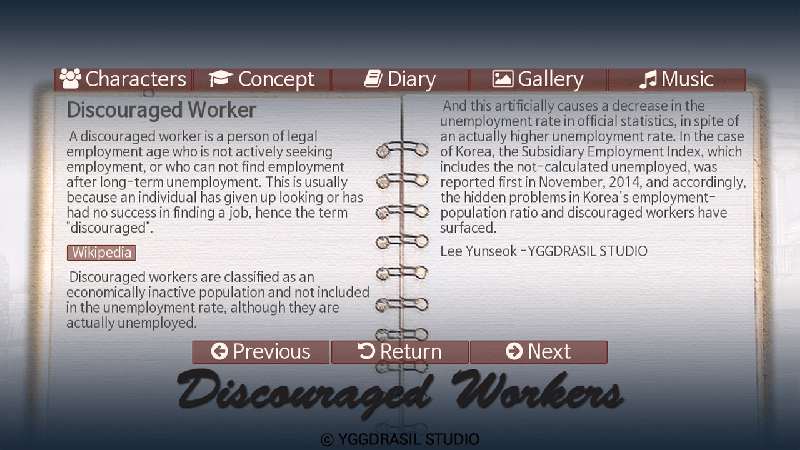 Characters
Concept
Diary
Gallery
Music
Discouraged Worker
A discouraged worker is a person of legal
employment age who is not actively seeking
employment, or who can not find employment
after long-term unemployment. This is usually
because an individual has given up looking or has
had no success in finding a job, hence the term
"discouraged".
Wikipedia
Discouraged workers are classified as an
economically inactive population and not included
in the unemployment rate, although they are
actually unemployed.
And this artificially causes a decrease in the
unemployment rate in official statistics, in spite of
an actually higher unemployment rate. In the case
of Korea, the Subsidiary Employment Index, which
includes the not-calculated unemployed, was
reported first in November, 2014, and accordingly,
the hidden problems in Korea's employment-
population ratio and discouraged workers have
surfaced.
Lee Yunseok -YGGDRASIL STUDIO
Previous
Return
Next
Discouraged Workers
© YGGDRASIL STUDIO